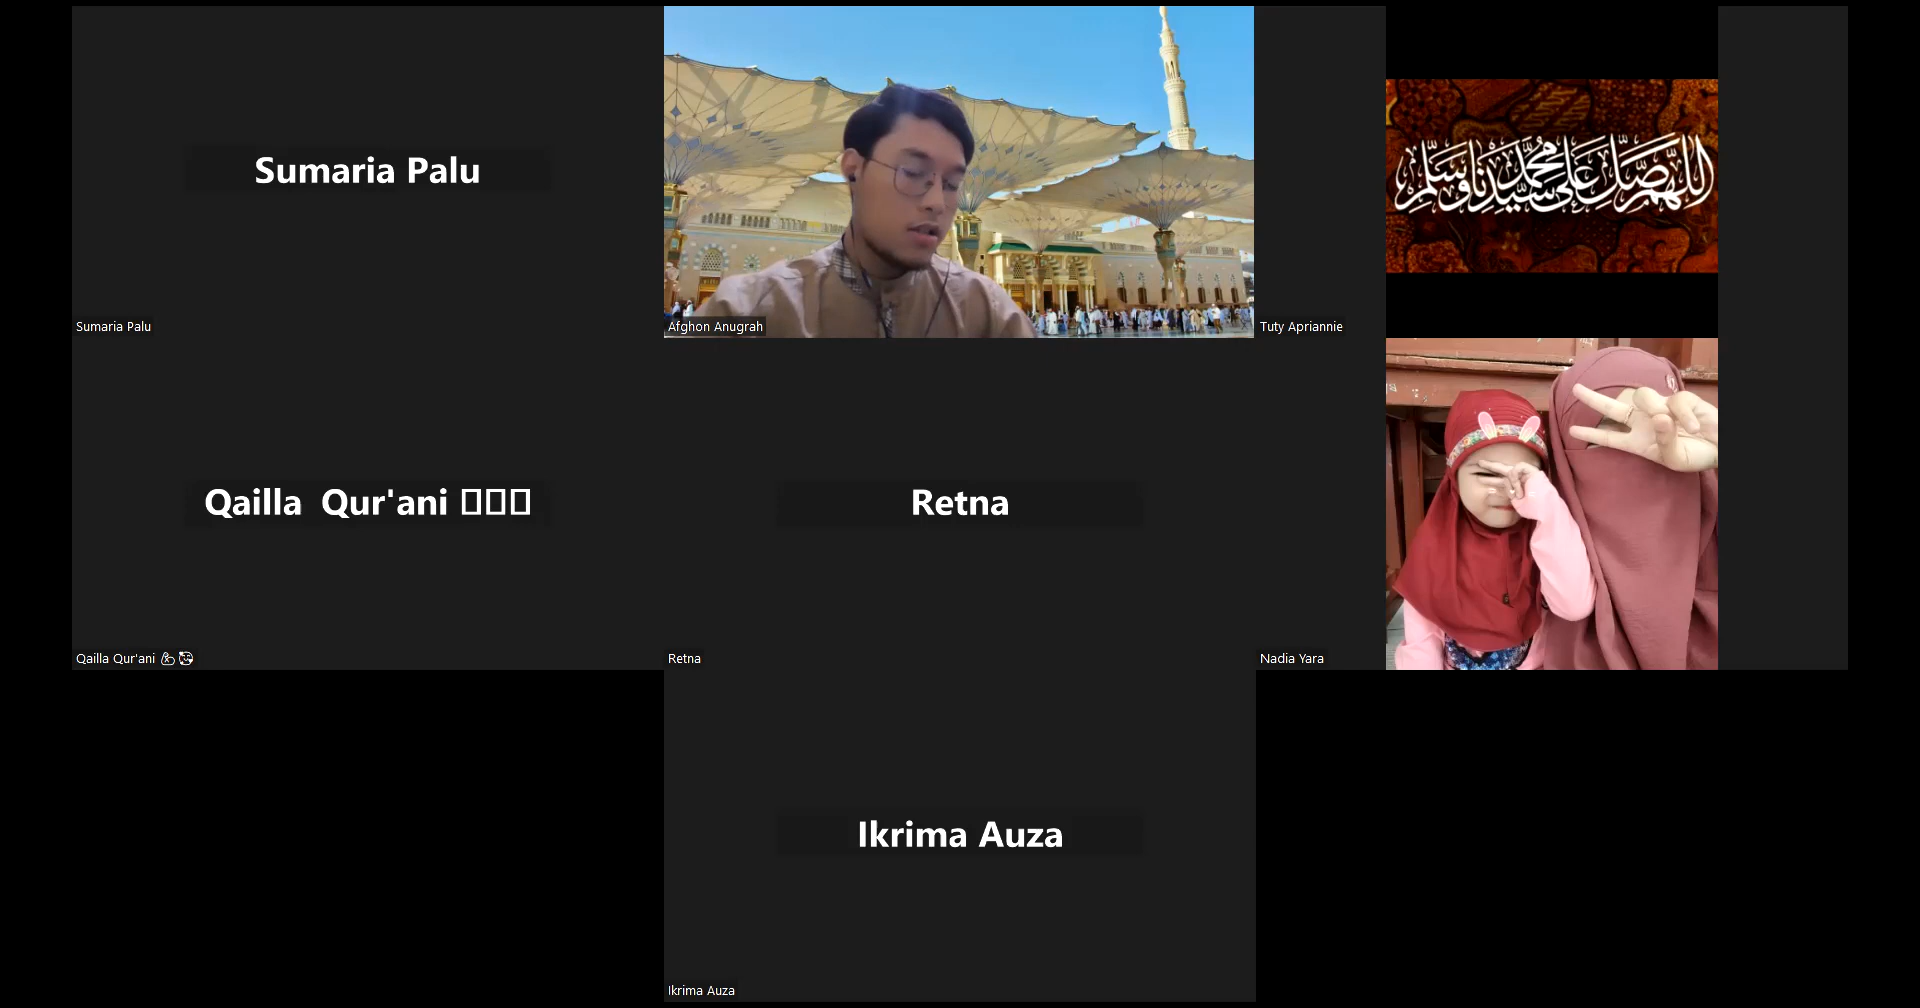 Sumaria Palu
Sumaria Palu
Afghon Anugrah
Tuty Apriannie
اللهم صل على سيدنا محمد وسلم
Qailla  Qur'ani
Qailla Qur'ani
Retna
Retna
Nadia Yara
Ikrima Auza
Ikrima Auza